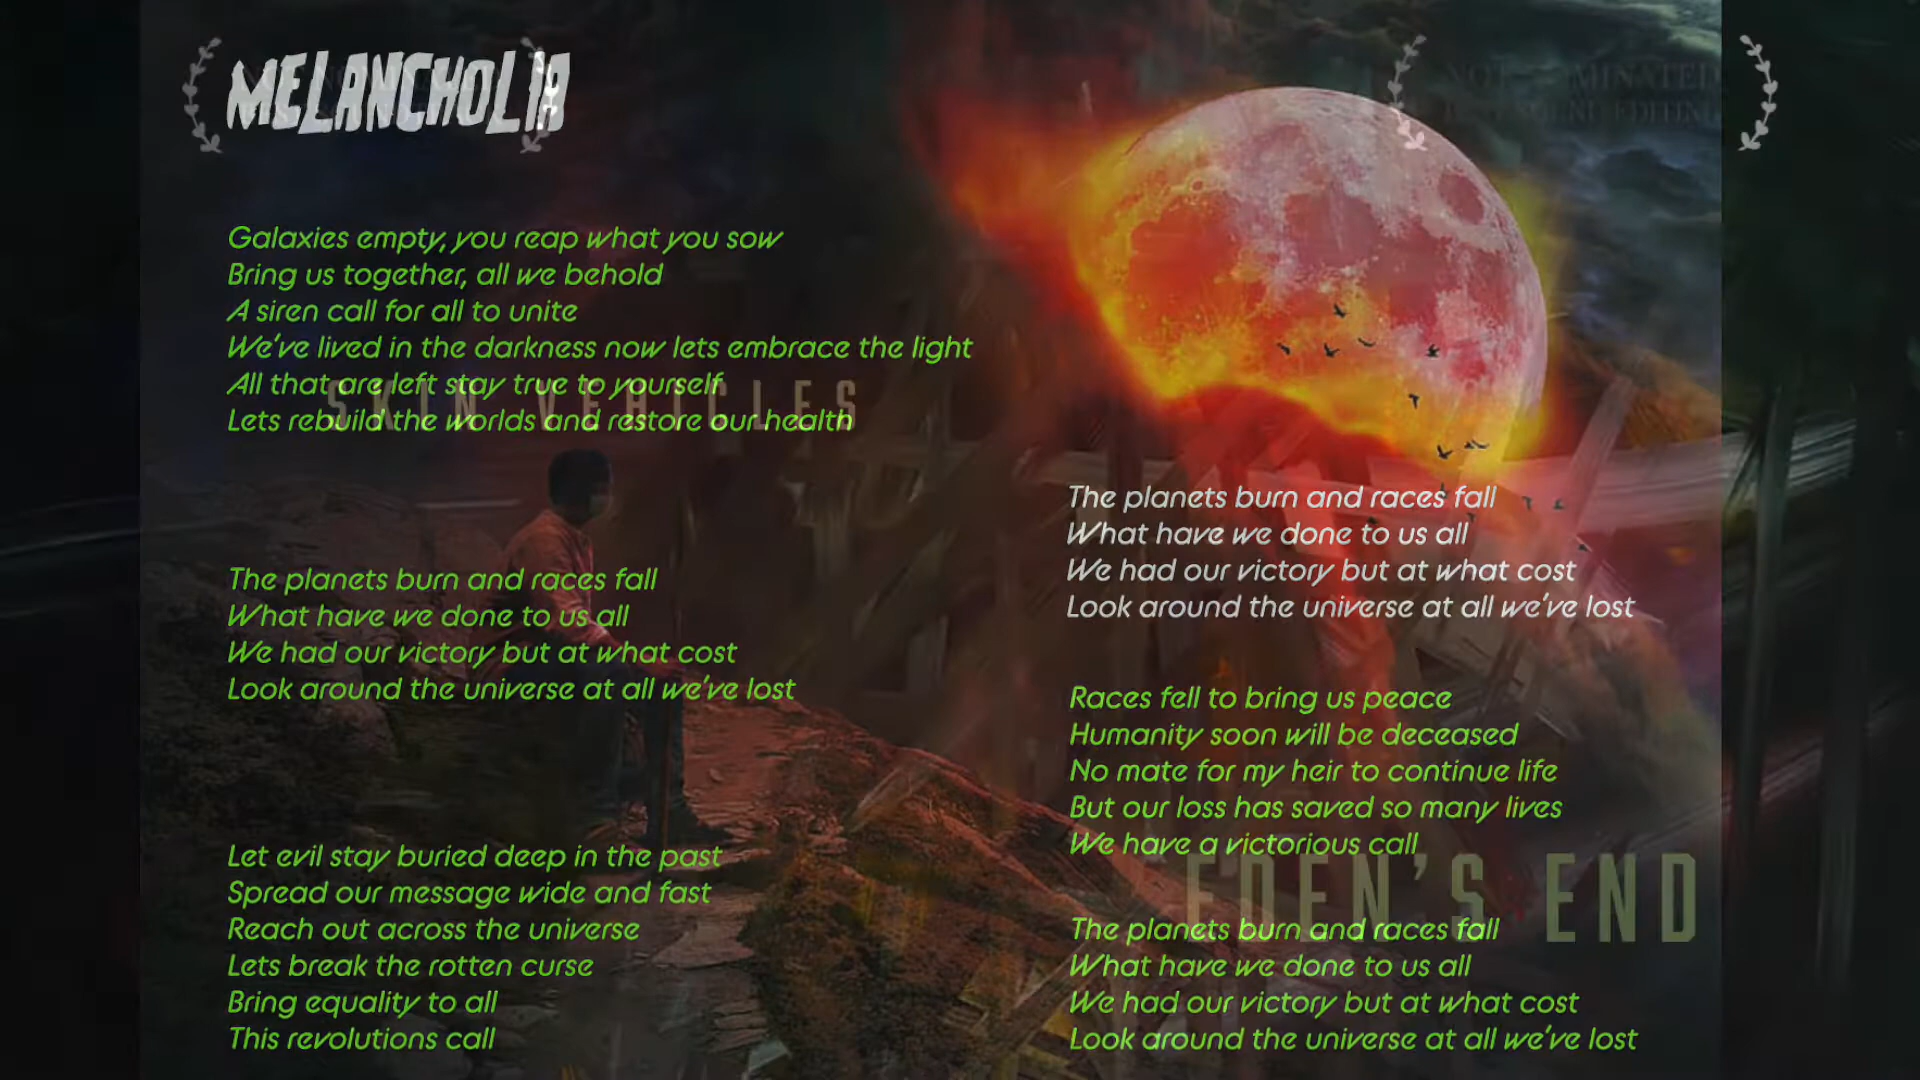 MELANCHOLIA
Galaxies empty, you reap what you sow
Bring us together, all we behold
A siren call for all to unite
We've lived in the darkness now lets embrace the light
All that are left stay true to yourself
Lets rebuild the worlds and restore our health
SKIN VEHICLES
The planets burn and races fall
What have we done to us all
We had our victory but at what cost
Look around the universe at all we've lost
Let evil stay buried deep in the past
Spread our message wide and fast
Reach out across the universe
Lets break the rotten curse
Bring equality to all
This revolutions call
NOT NOMINATED
EDITING
The planets burn and races fall
What have we done to us all
We had our victory but at what cost
Look around the universe at all we've lost
Races fell to bring us peace
Humanity soon will be deceased
No mate for my heir to continue life
But our loss has saved so many lives
We have a victorious call
EDEN'S END
The planets burn and races fall
What have we done to us all
We had our victory but at what cost
Look around the universe at all we've lost